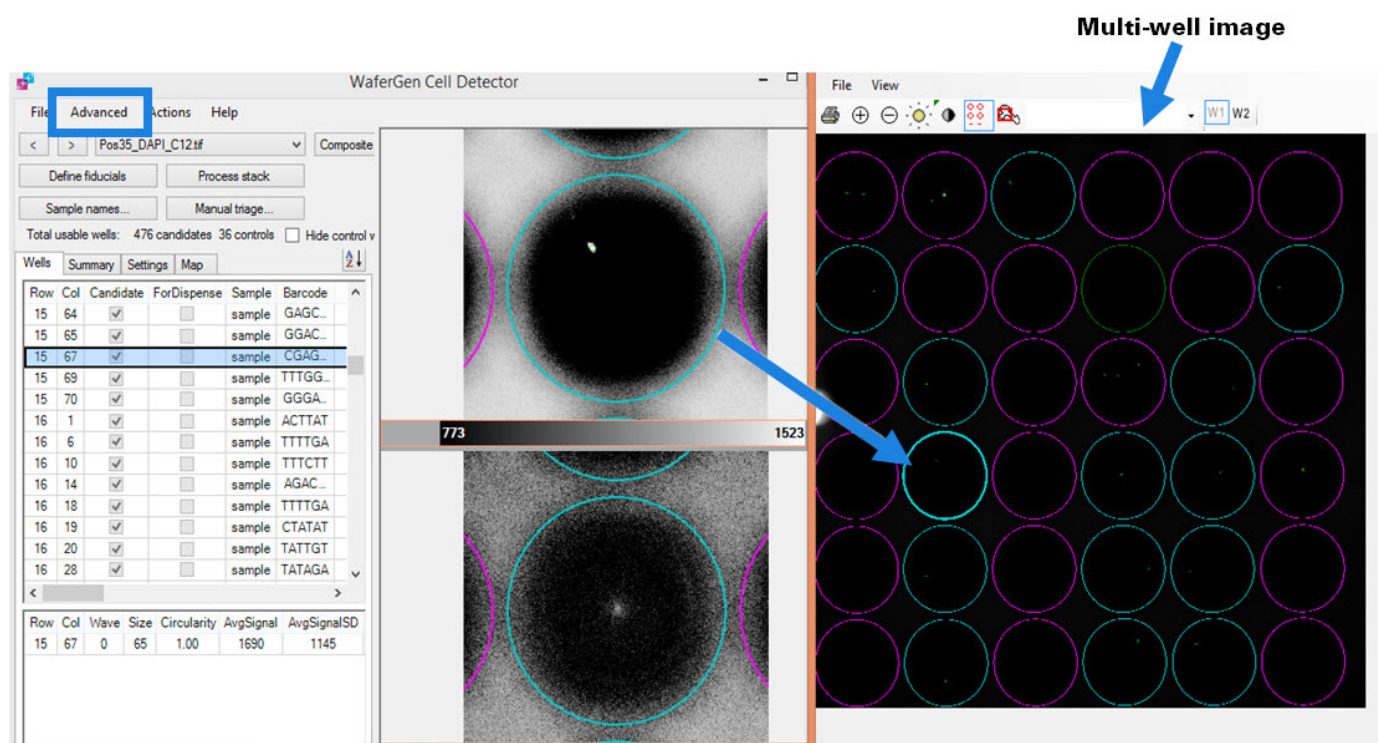 Multi-well image
WaferGen Cell Detector
File Advanced Actions Help
< > Pos35_DAPI_C12.tif Composite
Define fiducials Process stack
Sample names... Manual triage...
Total usable wells: 476 candidates 36 controls Hide control w
Wells Summary Settings Map
Row Col Candidate ForDispense Sample Barcode
15 64 sample GAGC...
15 65 sample GGAC...
15 67 sample CGAG...
15 69 sample TTTGG...
15 70 sample GGGA...
16 1 sample ACTTAT
16 6 sample TTTTGA
16 10 sample TTTCTT
16 14 sample AGAC...
16 18 sample TTTTGA
16 19 sample CTATAT
16 20 sample TATTGT
16 28 sample TATAGA
Row Col Wave Size Circularity AvgSignal AvgSignalSD
15 67 0 65 1.00 1690 1145
773 1523
File View
W1 W2